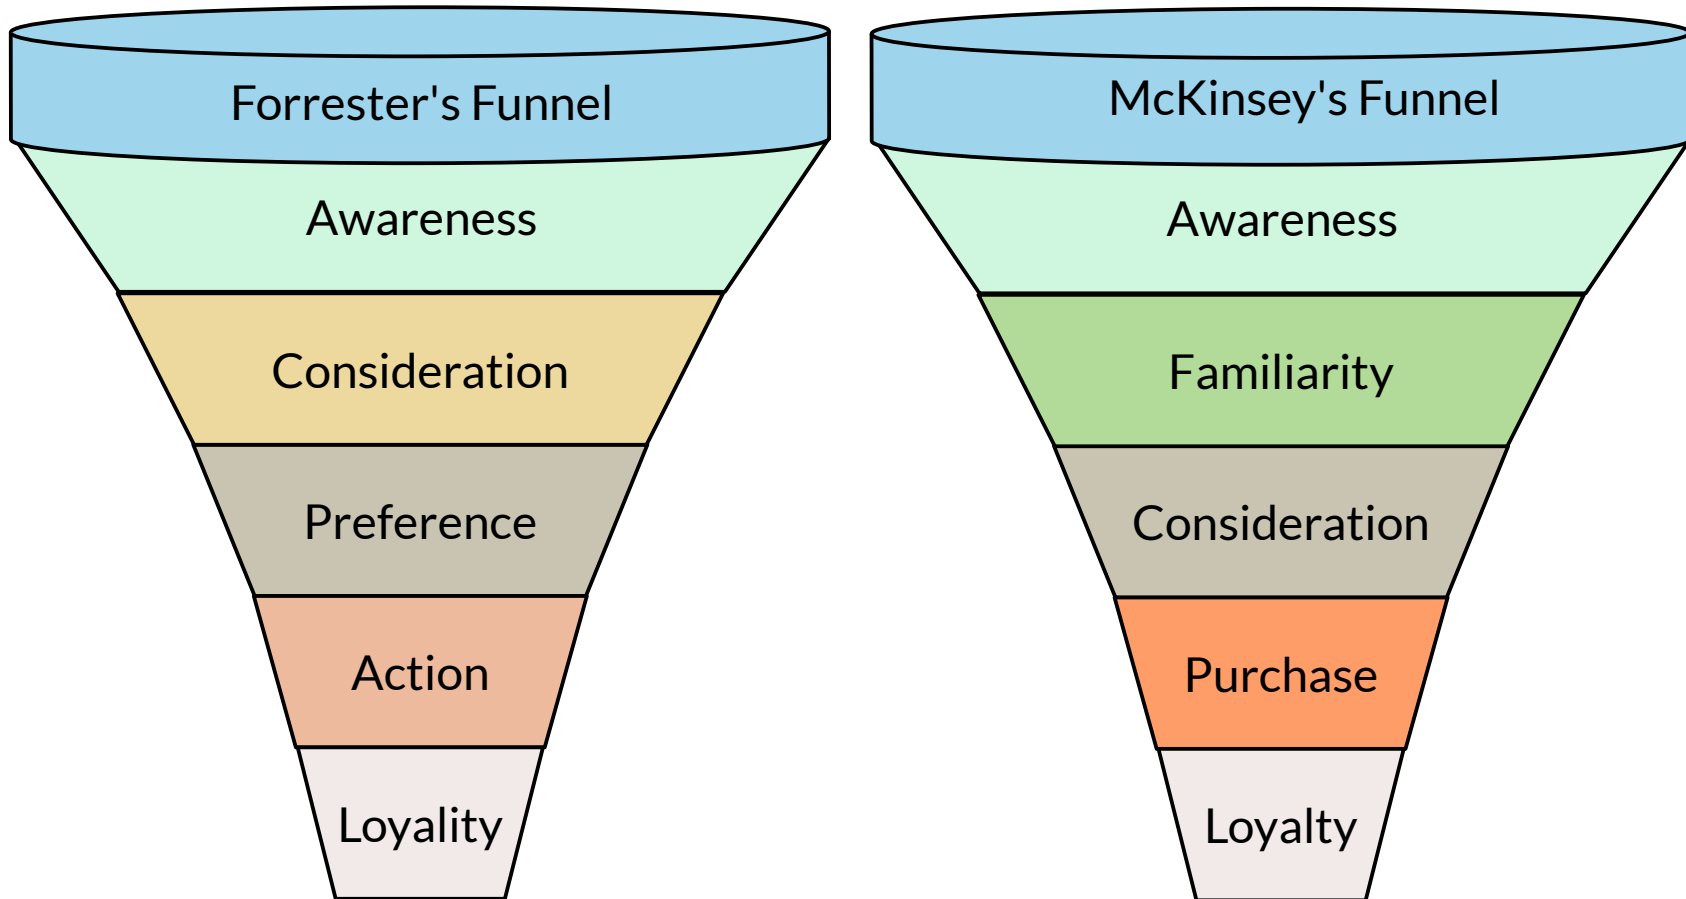 Forrester's Funnel
Awareness
Consideration
Preference
Action
Loyality
McKinsey's Funnel
Awareness
Familiarity
Consideration
Purchase
Loyalty